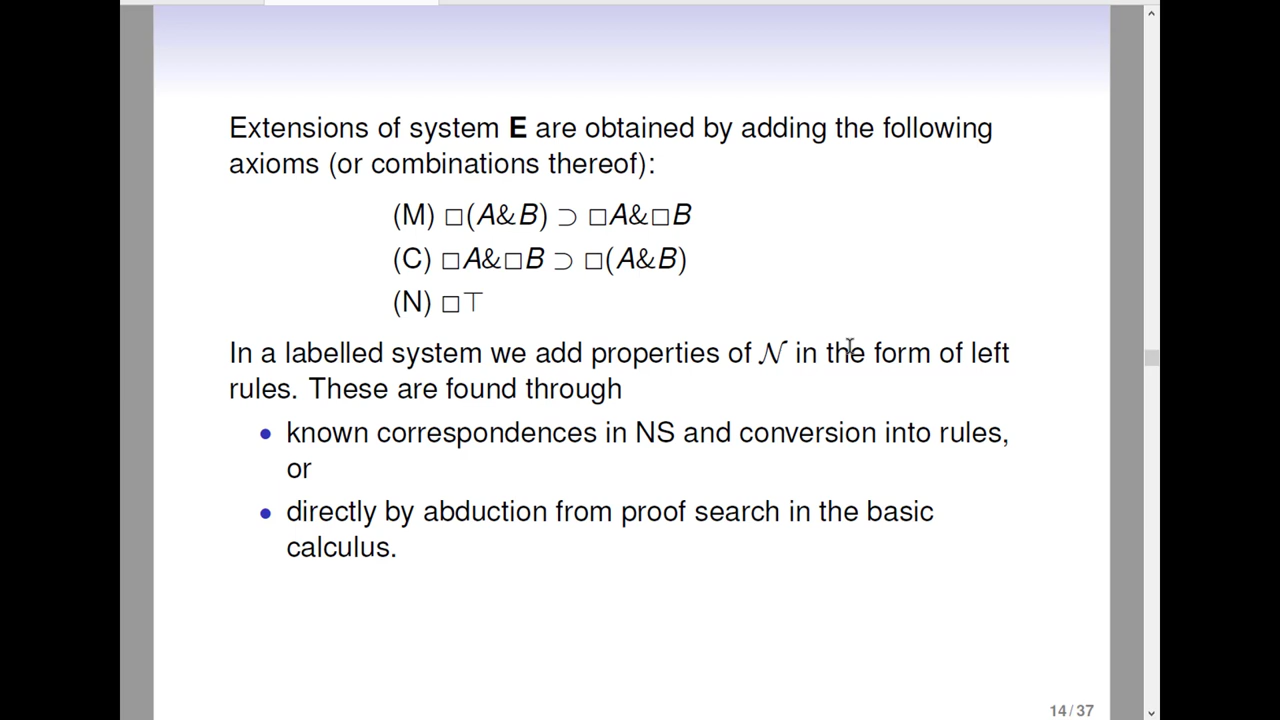 Extensions of system E are obtained by adding the following
axioms (or combinations thereof):
(M) □(A&B) ⊃ □A&□B
(C) □A&□B ⊃ □(A&B)
(N) □⊤
In a labelled system we add properties of 𝒩 in the form of left
rules. These are found through
• known correspondences in NS and conversion into rules,
or
• directly by abduction from proof search in the basic
calculus.
14/37